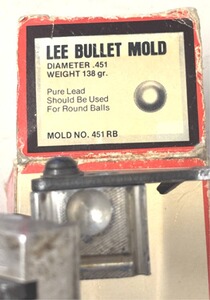 LEE BULLET MOLD
DIAMETER .451
WEIGHT 138 gr.
Pure Lead
Should Be Used
For Round Balls
MOLD NO. 451 RB